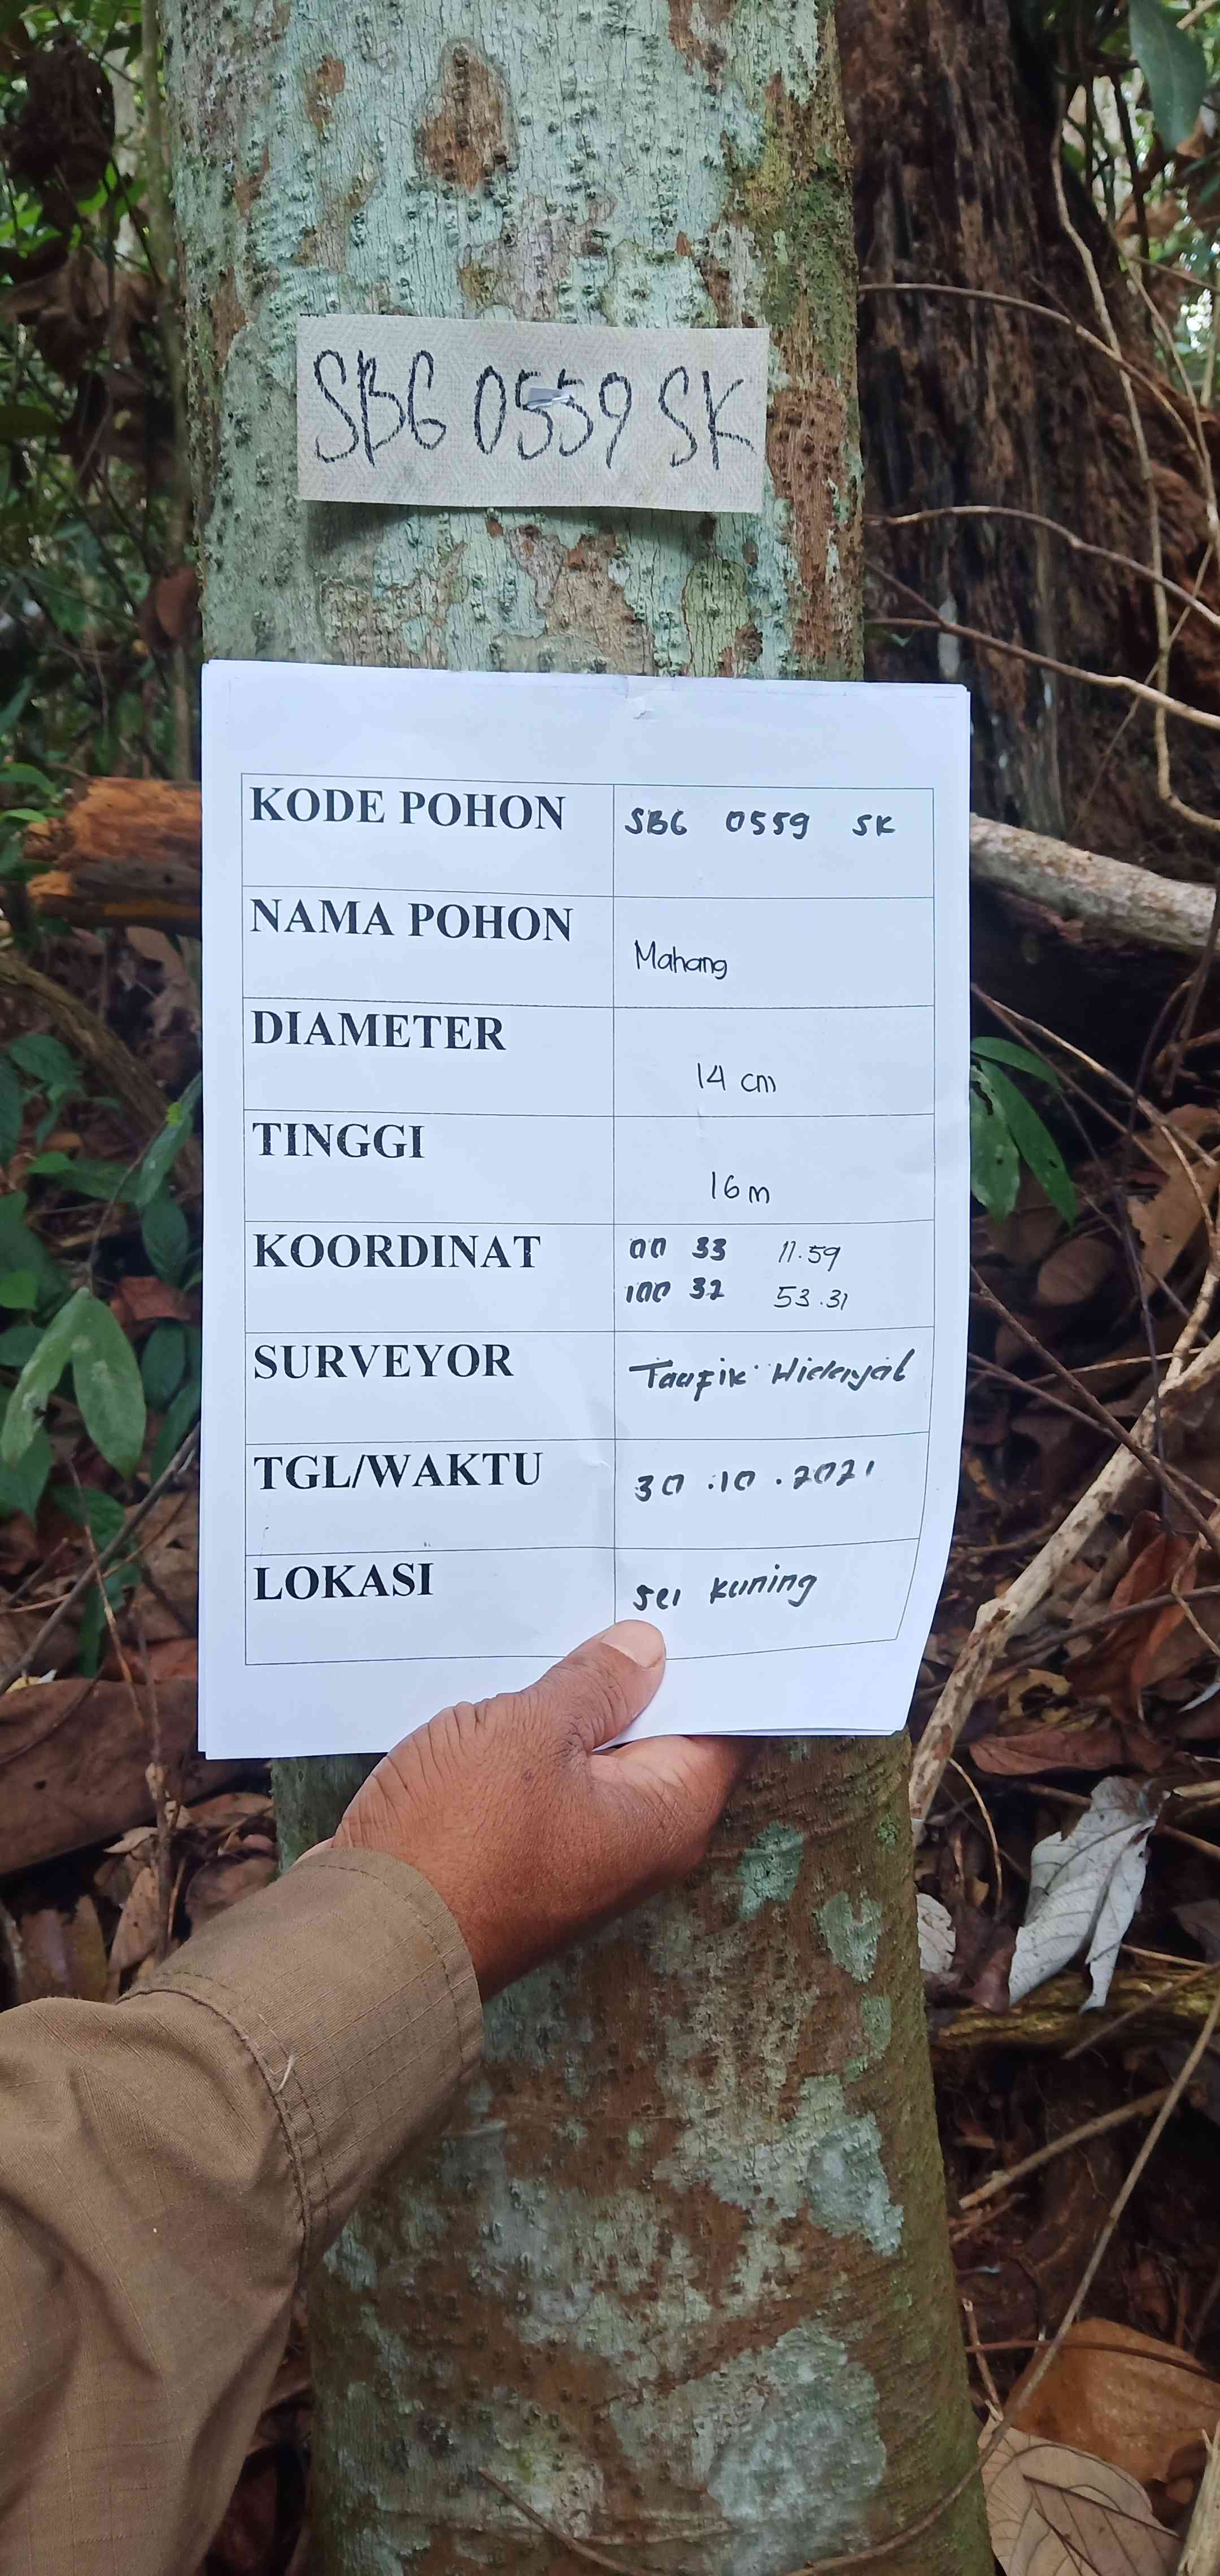 SBG 0559 SK
KODE POHON SBG 0559 SK
NAMA POHON Mahang
DIAMETER 14 cm
TINGGI 16 m
KOORDINAT 00 33 11.59
100 32 53.31
SURVEYOR Taufik Hidayat
TGL/WAKTU 30.10.2021
LOKASI sei kuning